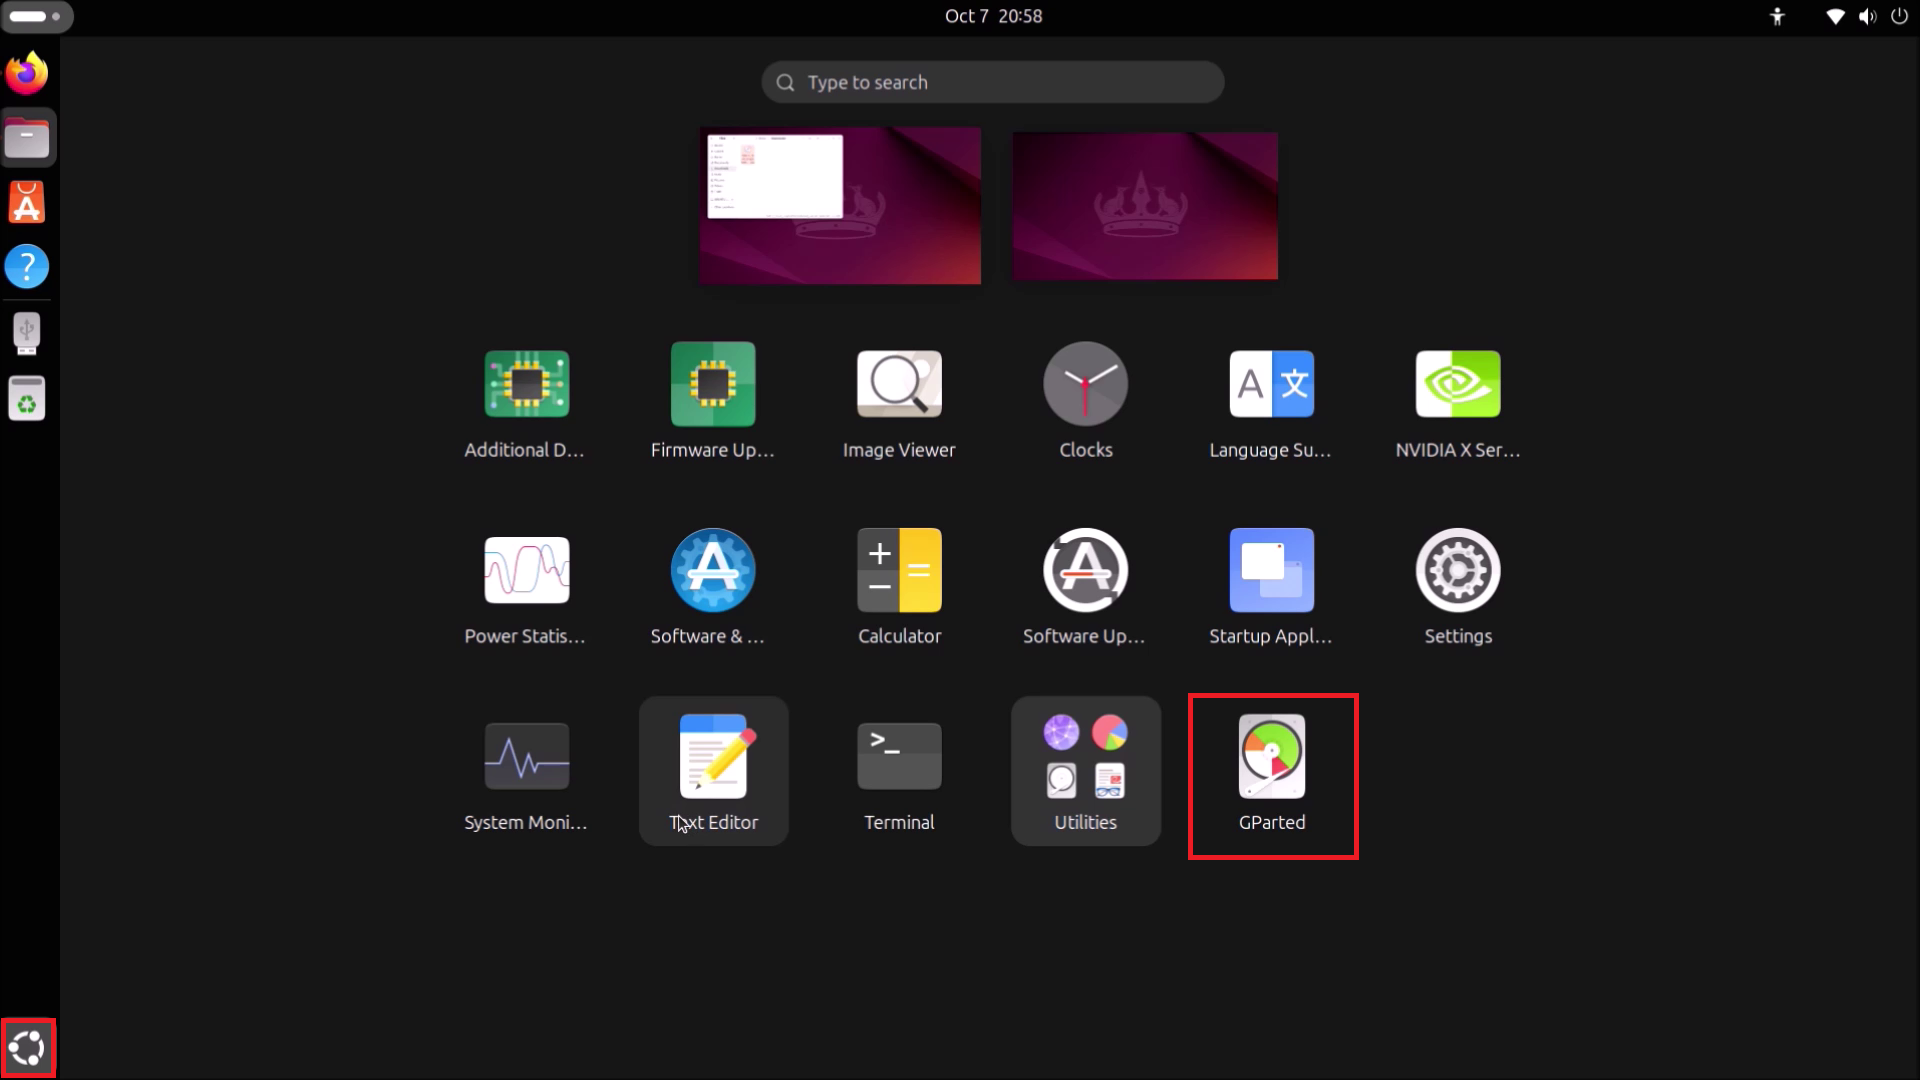 Oct 7 20:58
Type to search
Additional D...
Firmware Up...
Image Viewer
Clocks
A 文
Language Su...
NVIDIA X Ser...
Power Statis...
Software & ...
Calculator
Software Up...
Startup Appl...
Settings
>_
System Moni...
Text Editor
Terminal
Utilities
GParted